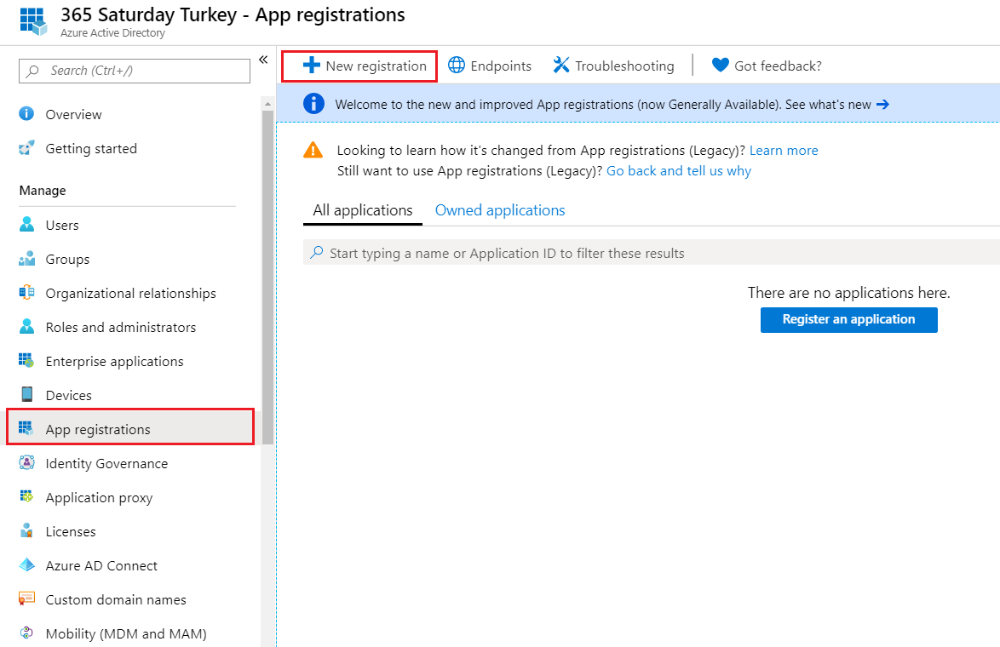 365 Saturday Turkey - App registrations
Azure Active Directory
Search (Ctrl+/)
«
Overview
Getting started
Manage
Users
Groups
Organizational relationships
Roles and administrators
Enterprise applications
Devices
App registrations
Identity Governance
Application proxy
Licenses
Azure AD Connect
Custom domain names
Mobility (MDM and MAM)
New registration
Endpoints
Troubleshooting
Got feedback?
Welcome to the new and improved App registrations (now Generally Available). See what's new →
Looking to learn how it's changed from App registrations (Legacy)? Learn more
Still want to use App registrations (Legacy)? Go back and tell us why
All applications
Owned applications
Start typing a name or Application ID to filter these results
There are no applications here.
Register an application